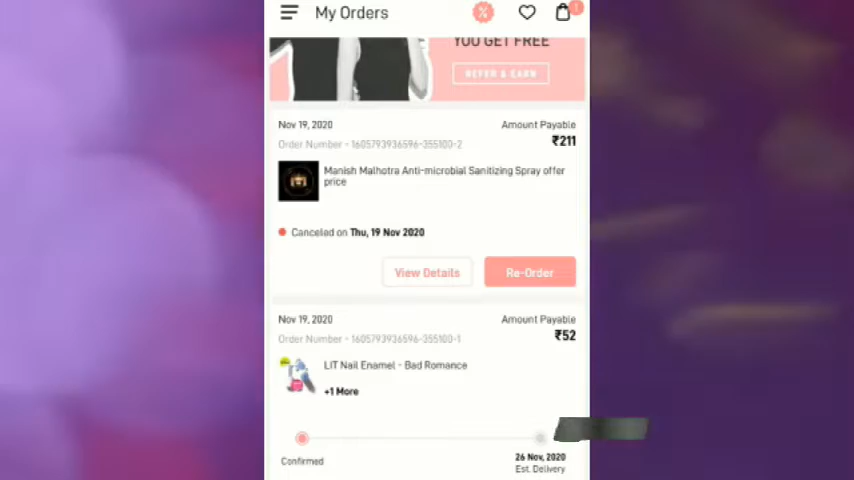 My Orders
%
1
YOU GET FREE
REFER & EARN
Nov 19, 2020
Amount Payable
Order Number - 1605793936596-355100-2
₹211
Manish Malhotra Anti-microbial Sanitizing Spray offer
price
Canceled on Thu, 19 Nov 2020
View Details
Re-Order
Nov 19, 2020
Amount Payable
Order Number - 1605793936596-355100-1
₹52
LIT Nail Enamel - Bad Romance
+1 More
Confirmed
26 Nov, 2020
Est. Delivery